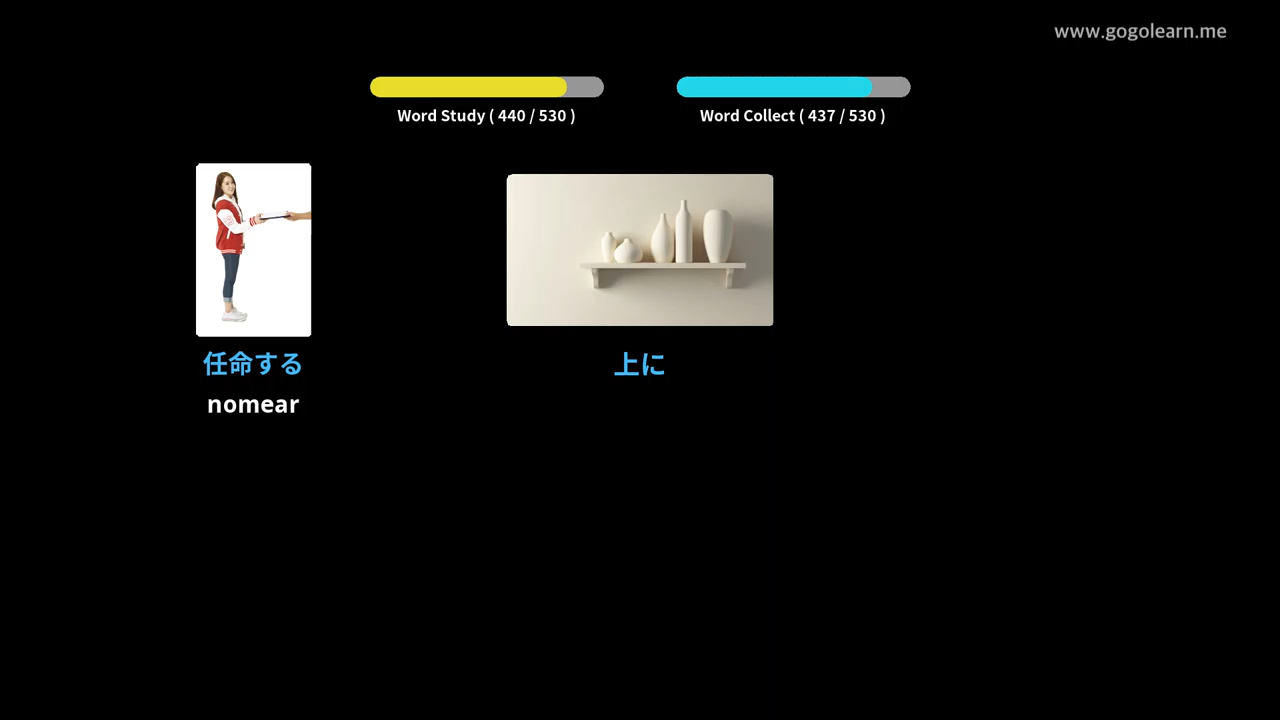 www.gogolearn.me
Word Study ( 440 / 530 )
Word Collect ( 437 / 530 )
任命する
nomear
上に